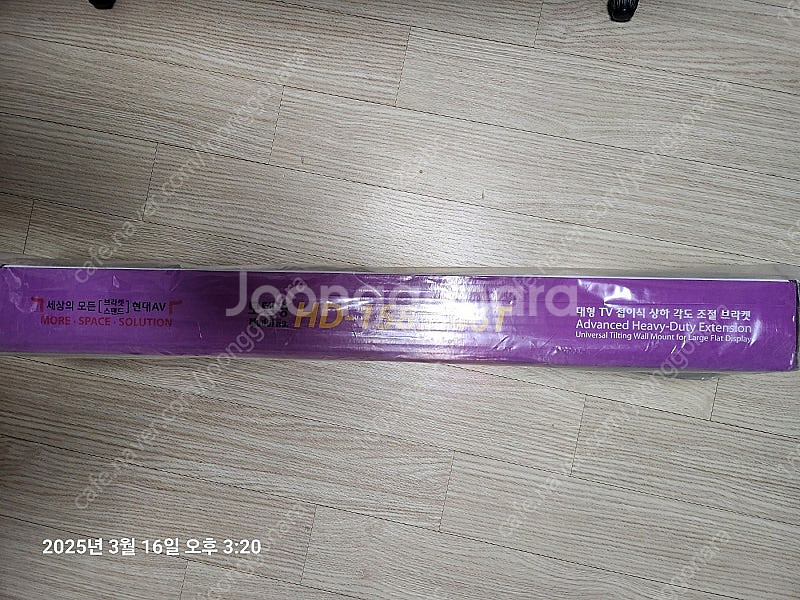 세상의 모든 [브라켓 스탠드] 현대AV
MORE · SPACE · SOLUTION
HD
대형 TV 접이식 상하 각도 조절 브라켓
Advanced Heavy-Duty Extension
Universal Tilting Wall Mount for Large Flat Display
Joonggonara
2025년 3월 16일 오후 3:20